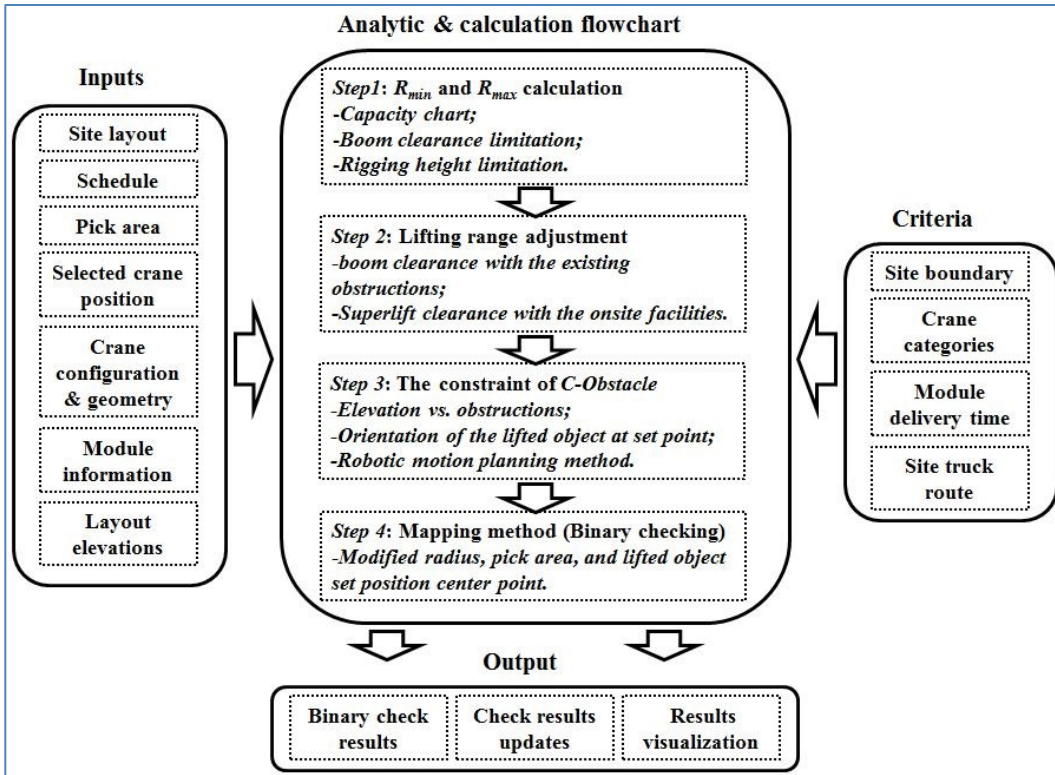 Analytic & calculation flowchart
Inputs
Site layout
Schedule
Pick area
Selected crane
position
Crane
configuration
& geometry
Module
information
Layout
elevations
Step1: Rmin and Rmax calculation
-Capacity chart;
-Boom clearance limitation;
-Rigging height limitation.
Step 2: Lifting range adjustment
-boom clearance with the existing
obstructions;
-Superlift clearance with the onsite facilities.
Step 3: The constraint of C-Obstacle
-Elevation vs. obstructions;
-Orientation of the lifted object at set point;
-Robotic motion planning method.
Step 4: Mapping method (Binary checking)
-Modified radius, pick area, and lifted object
set position center point.
Criteria
Site boundary
Crane
categories
Module
delivery time
Site truck
route
Output
Binary check
results
Check results
updates
Results
visualization